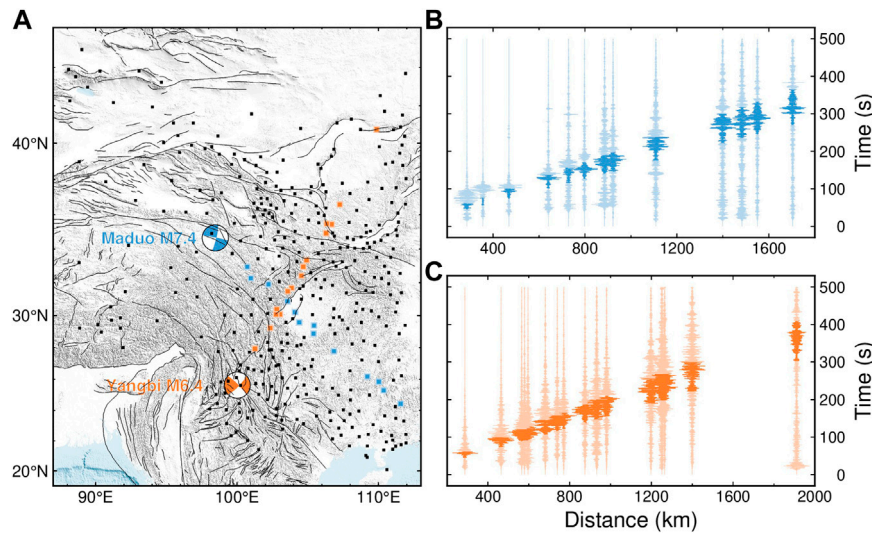 A
40°N
30°N
20°N
90°E
100°E
110°E
Maduo M7.4
Yangbi M6.4
B
500
400
300
200
100
0
Time (s)
400
800
1200
1600
C
500
400
300
200
100
0
Time (s)
400
800
1200
1600
2000
Distance (km)